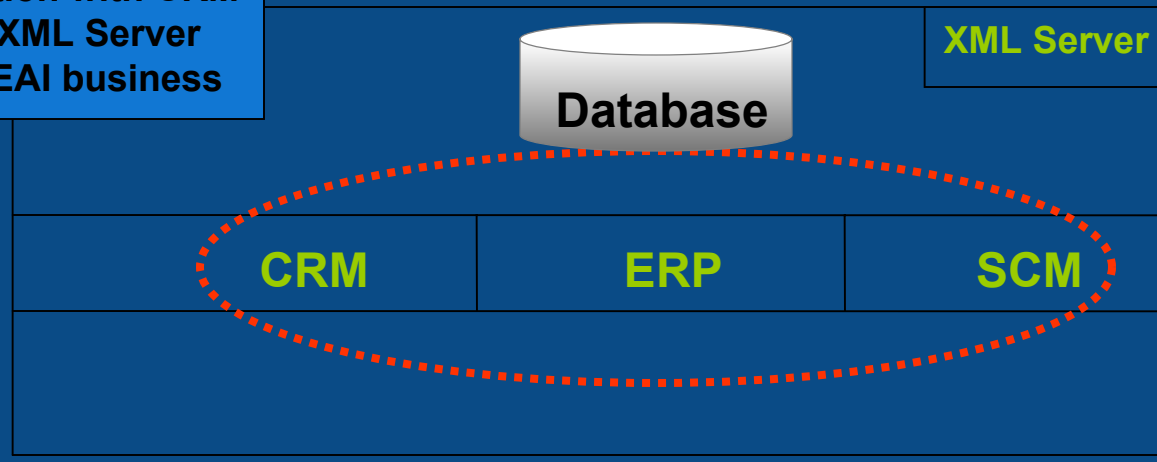 XML Server
EAI business
XML Server
Database
CRM
ERP
SCM